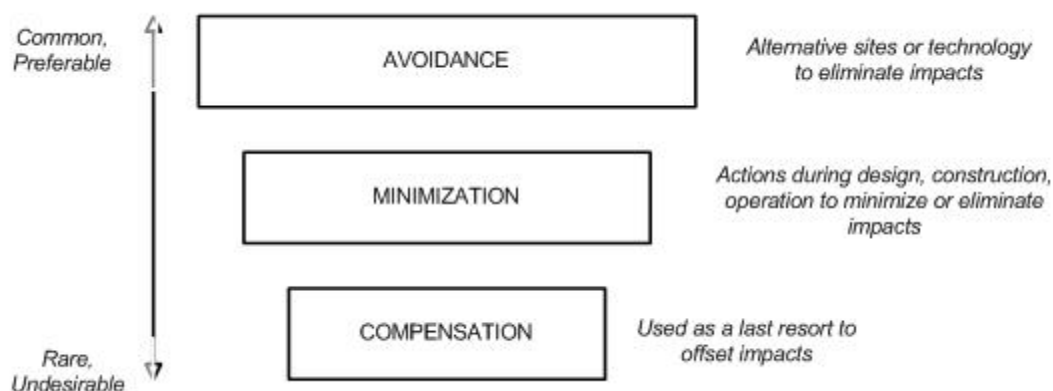 Common,
Preferable
AVOIDANCE
Alternative sites or technology
to eliminate impacts
MINIMIZATION
Actions during design, construction,
operation to minimize or eliminate
impacts
COMPENSATION
Used as a last resort to
offset impacts
Rare,
Undesirable